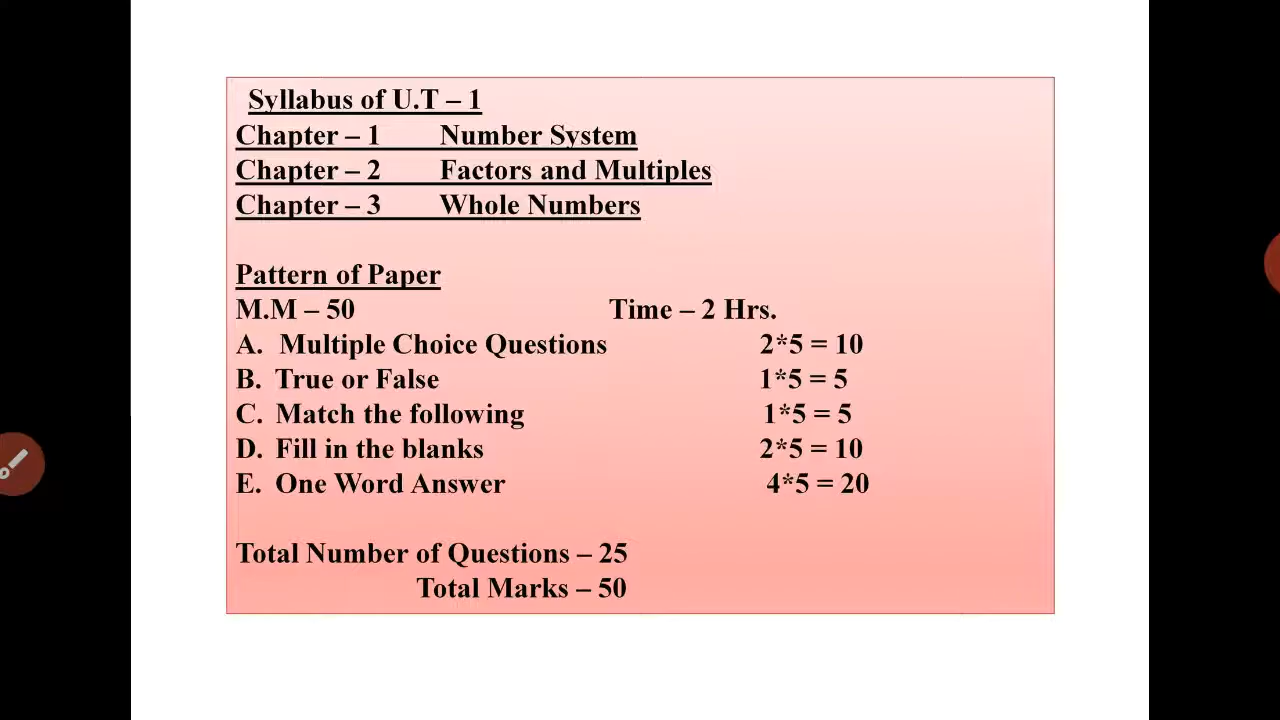 Syllabus of U.T – 1
Chapter – 1 Number System
Chapter – 2 Factors and Multiples
Chapter – 3 Whole Numbers
Pattern of Paper
M.M – 50 Time – 2 Hrs.
A. Multiple Choice Questions 2*5 = 10
B. True or False 1*5 = 5
C. Match the following 1*5 = 5
D. Fill in the blanks 2*5 = 10
E. One Word Answer 4*5 = 20
Total Number of Questions – 25
Total Marks – 50